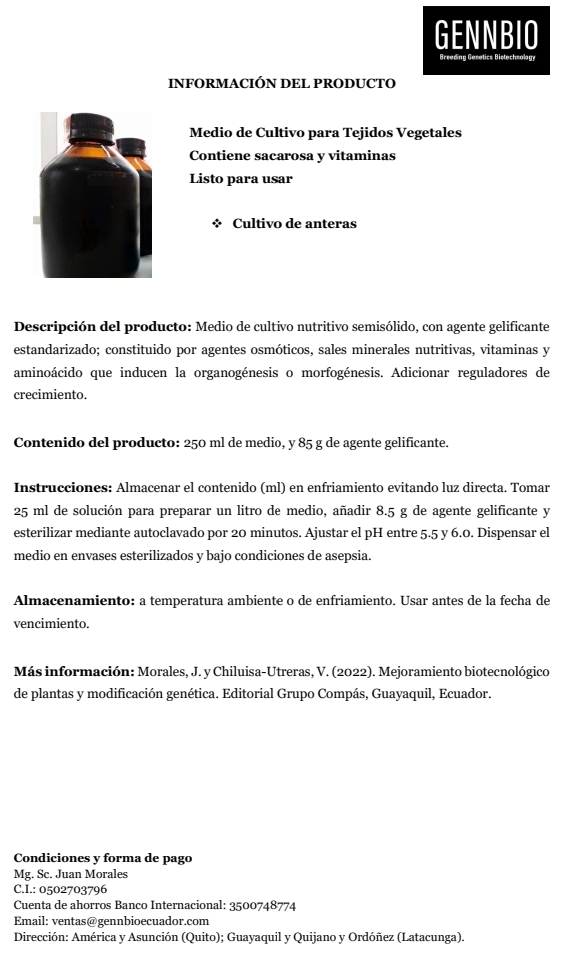 GENNBIO
Breeding Genetics Biotechnology
INFORMACIÓN DEL PRODUCTO
Medio de Cultivo para Tejidos Vegetales
Contiene sacarosa y vitaminas
Listo para usar
❖ Cultivo de anteras
Descripción del producto: Medio de cultivo nutritivo semisólido, con agente gelificante
estandarizado; constituido por agentes osmóticos, sales minerales nutritivas, vitaminas y
aminoácido que inducen la organogénesis o morfogénesis. Adicionar reguladores de
crecimiento.
Contenido del producto: 250 ml de medio, y 85 g de agente gelificante.
Instrucciones: Almacenar el contenido (ml) en enfriamiento evitando luz directa. Tomar
25 ml de solución para preparar un litro de medio, añadir 8.5 g de agente gelificante y
esterilizar mediante autoclavado por 20 minutos. Ajustar el pH entre 5.5 y 6.0. Dispensar el
medio en envases esterilizados y bajo condiciones de asepsia.
Almacenamiento: a temperatura ambiente o de enfriamiento. Usar antes de la fecha de
vencimiento.
Más información: Morales, J. y Chiluisa-Utreras, V. (2022). Mejoramiento biotecnológico
de plantas y modificación genética. Editorial Grupo Compás, Guayaquil, Ecuador.
Condiciones y forma de pago
Mg. Sc. Juan Morales
C.I.: 0502703796
Cuenta de ahorros Banco Internacional: 3500748774
Email: ventas@gennbioecuador.com
Dirección: América y Asunción (Quito); Guayaquil y Quijano y Ordóñez (Latacunga).